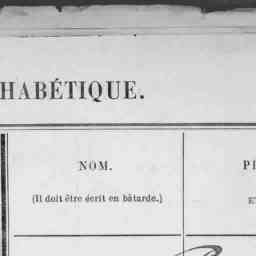 HABÉTIQUE.
NOM.
(Il doit être écrit en bâtarde.)